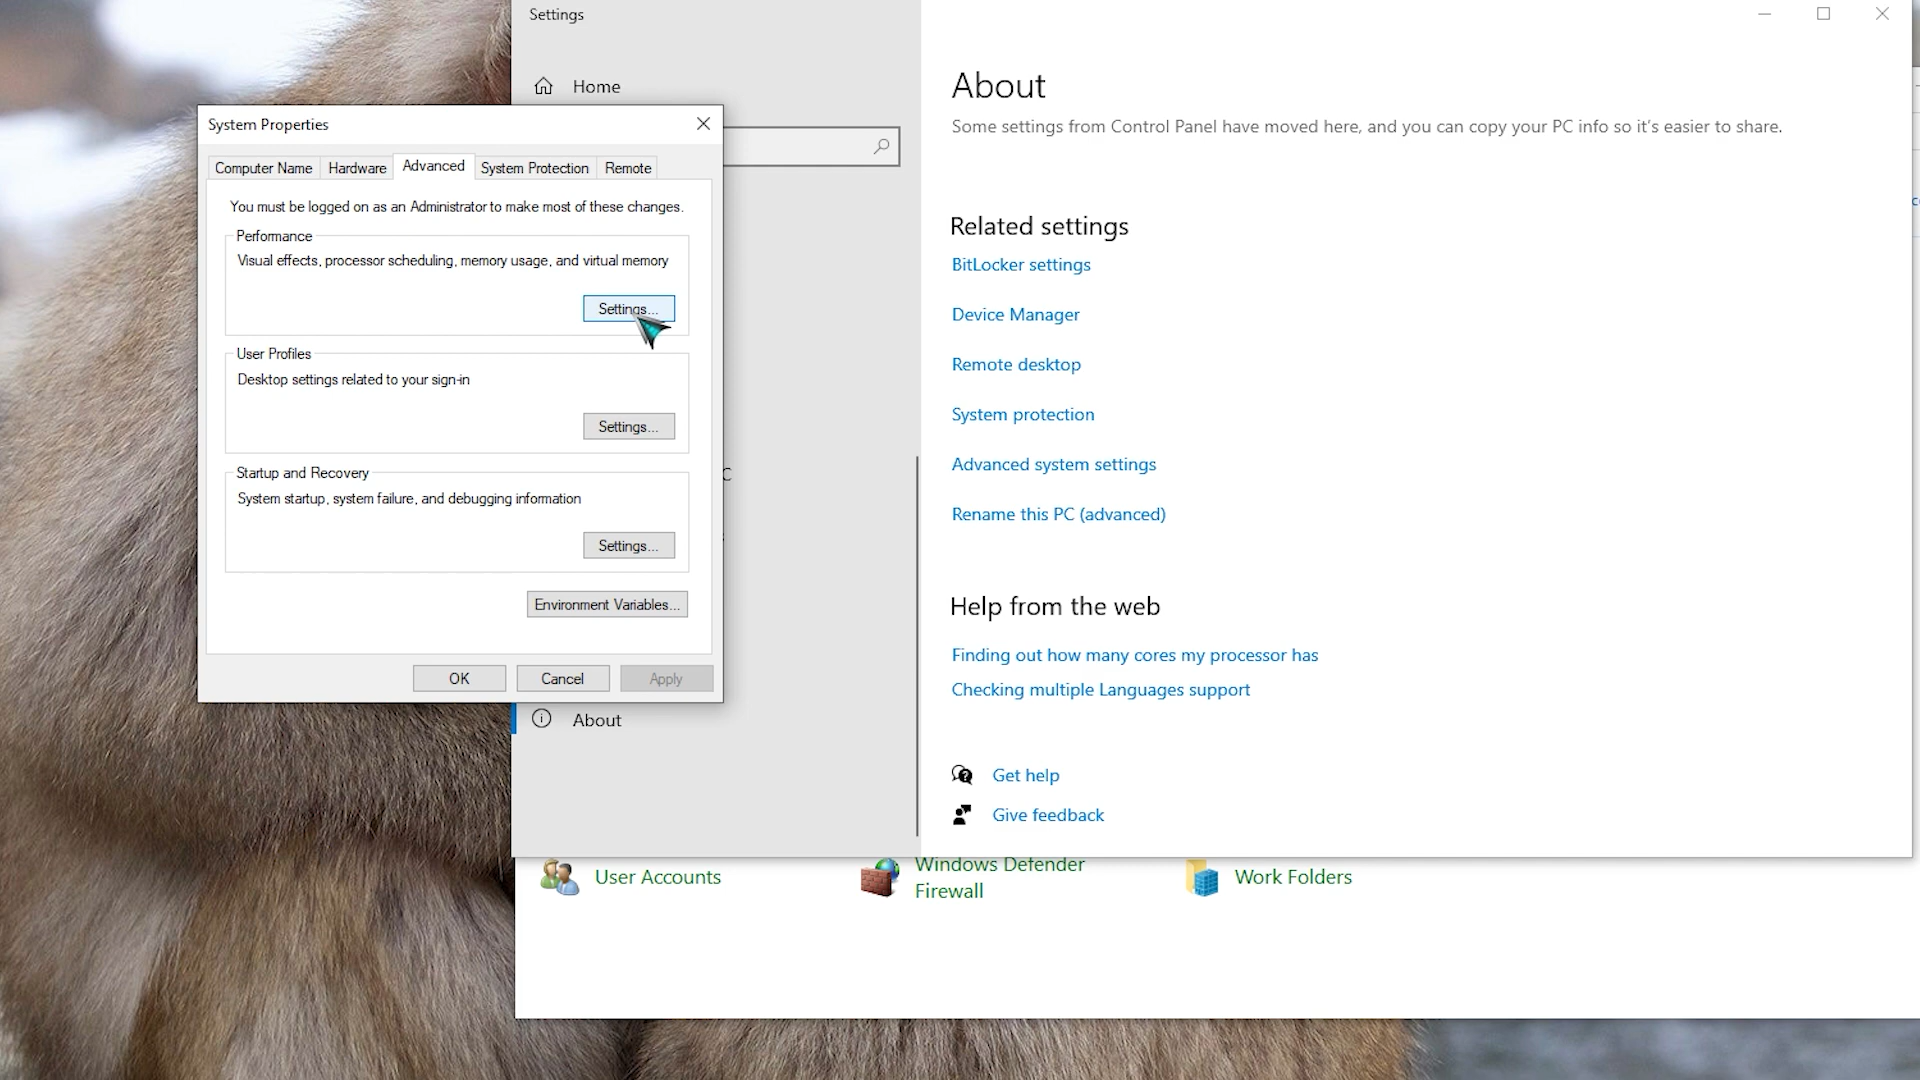 Settings
Home
System Properties
Computer Name
Hardware
Advanced
System Protection
Remote
You must be logged on as an Administrator to make most of these changes.
Performance
Visual effects, processor scheduling, memory usage, and virtual memory
Settings...
User Profiles
Desktop settings related to your sign-in
Settings...
Startup and Recovery
System startup, system failure, and debugging information
Settings...
Environment Variables...
OK
Cancel
Apply
About
About
Some settings from Control Panel have moved here, and you can copy your PC info so it's easier to share.
Related settings
BitLocker settings
Device Manager
Remote desktop
System protection
Advanced system settings
Rename this PC (advanced)
Help from the web
Finding out how many cores my processor has
Checking multiple Languages support
Get help
Give feedback
User Accounts
Windows Defender
Firewall
Work Folders